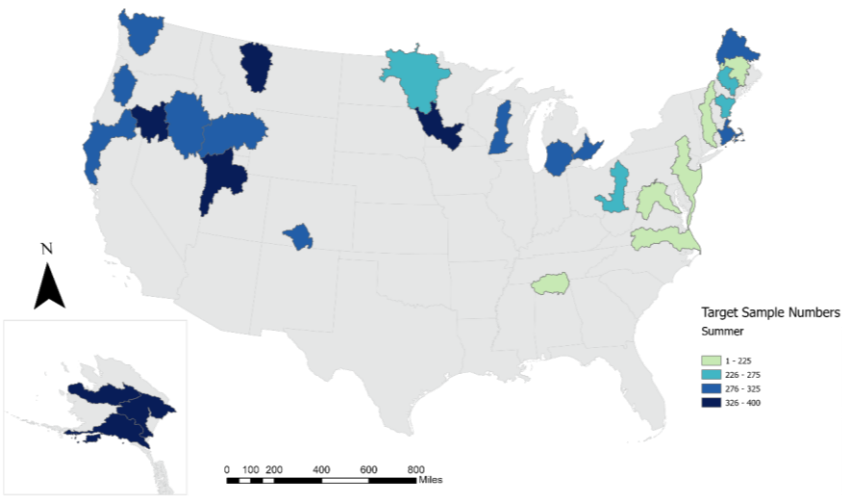 N
Target Sample Numbers
Summer
1 - 225
226 - 275
276 - 325
326 - 400
0 100 200 400 600 800
Miles